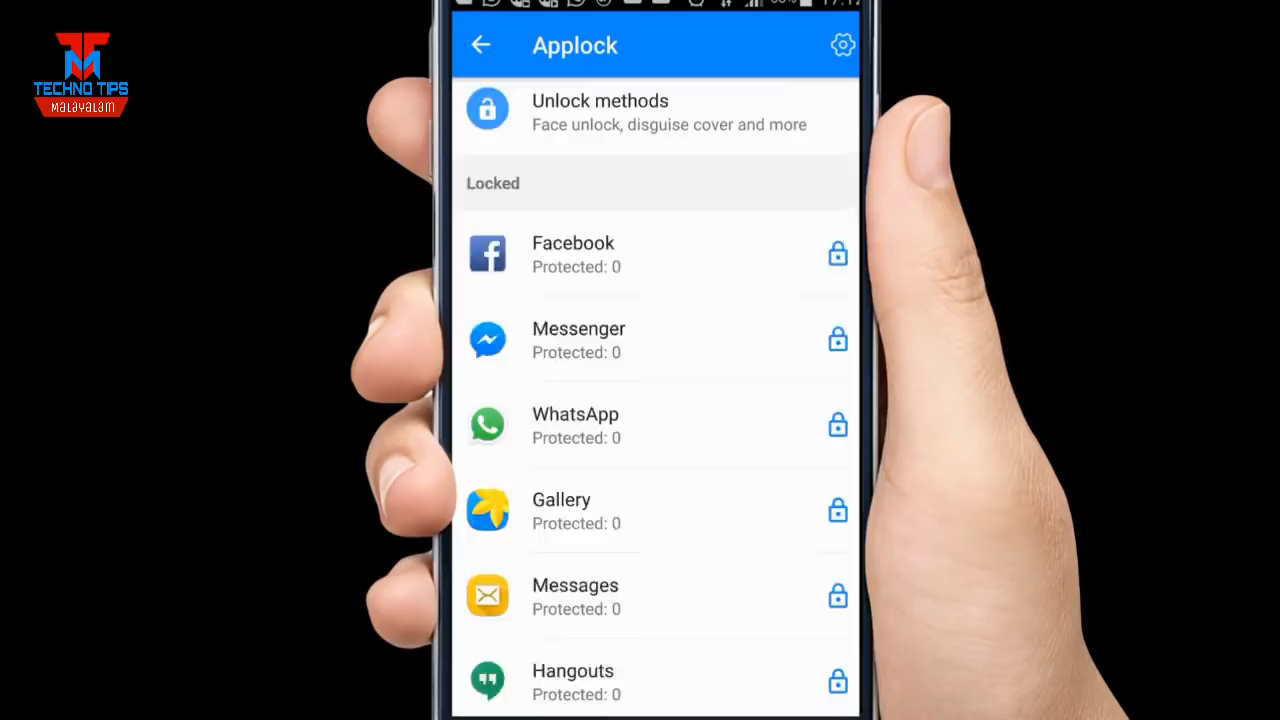 TECHNO TIPS
MALAYALAM
Applock
Unlock methods
Face unlock, disguise cover and more
Locked
Facebook
Protected: 0
Messenger
Protected: 0
WhatsApp
Protected: 0
Gallery
Protected: 0
Messages
Protected: 0
Hangouts
Protected: 0